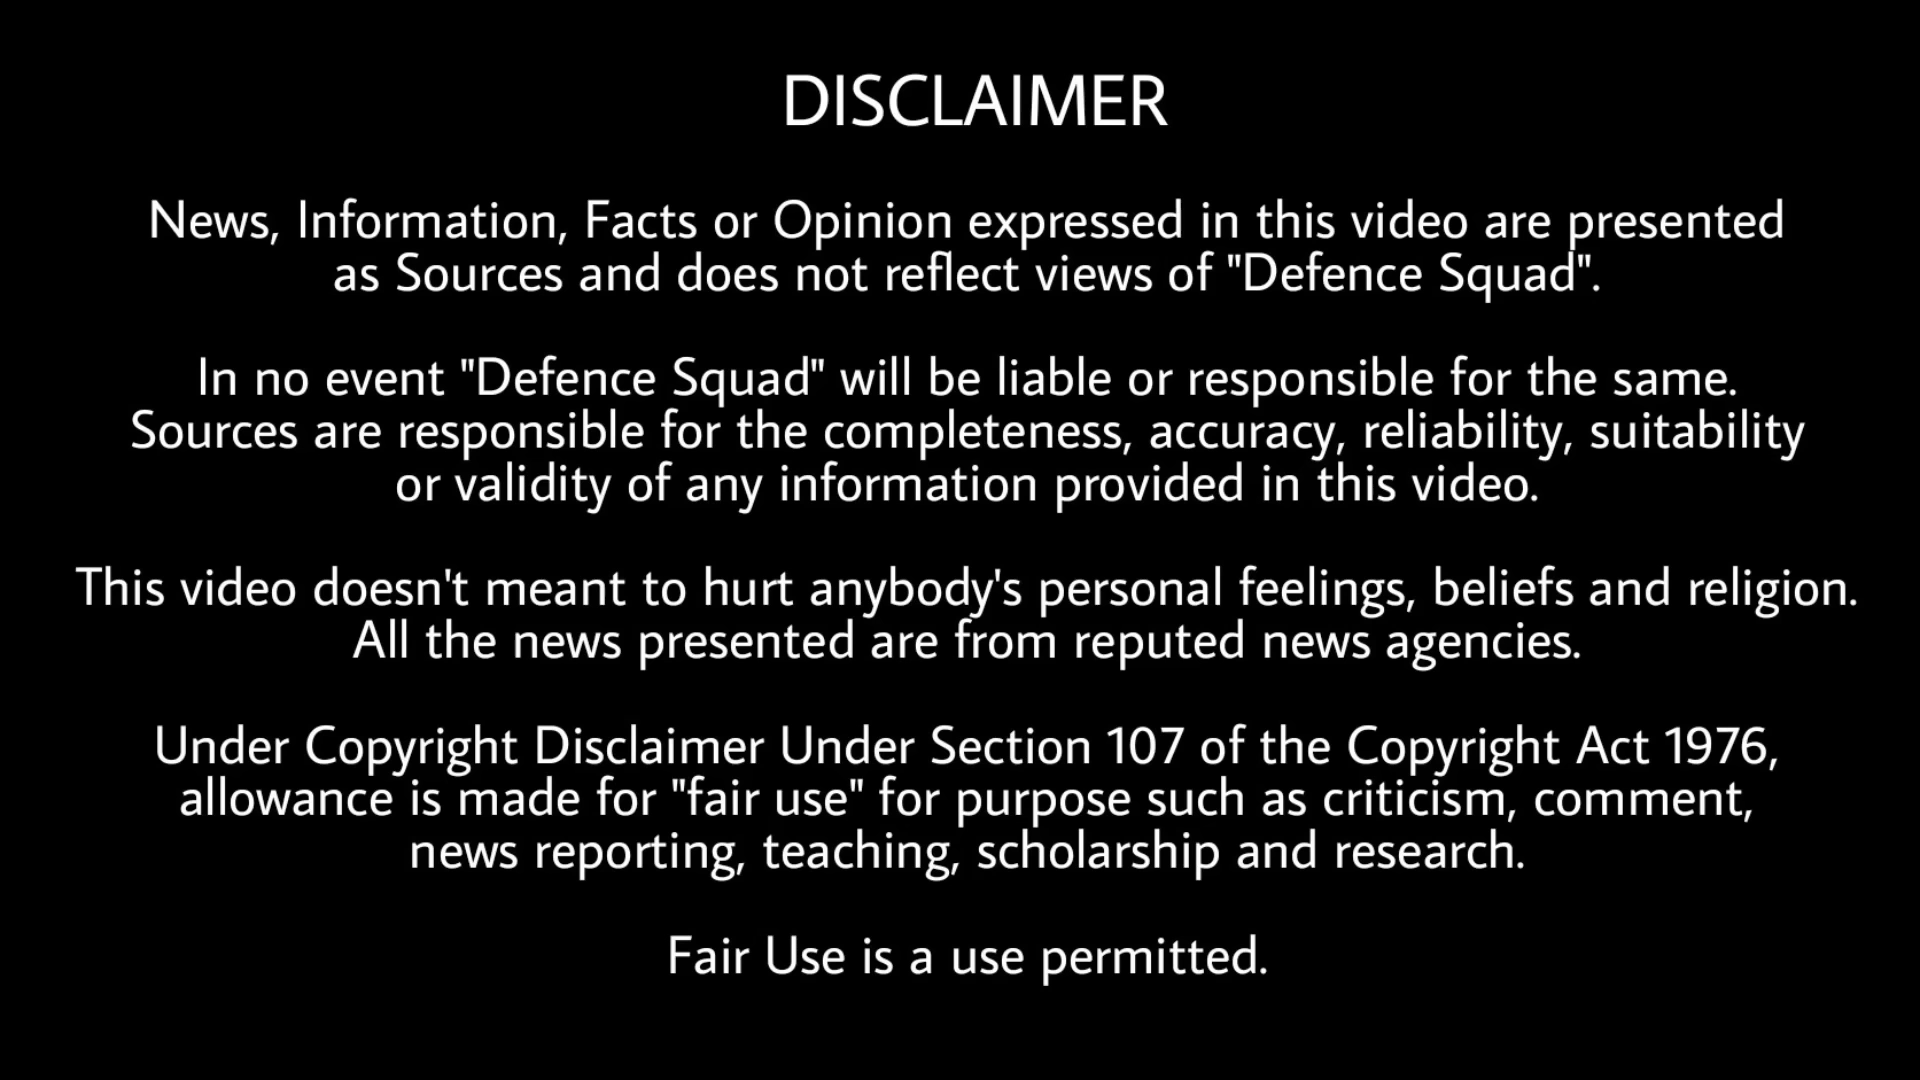 DISCLAIMER
News, Information, Facts or Opinion expressed in this video are presented
as Sources and does not reflect views of "Defence Squad".
In no event "Defence Squad" will be liable or responsible for the same.
Sources are responsible for the completeness, accuracy, reliability, suitability
or validity of any information provided in this video.
This video doesn't meant to hurt anybody's personal feelings, beliefs and religion.
All the news presented are from reputed news agencies.
Under Copyright Disclaimer Under Section 107 of the Copyright Act 1976,
allowance is made for "fair use" for purpose such as criticism, comment,
news reporting, teaching, scholarship and research.
Fair Use is a use permitted.